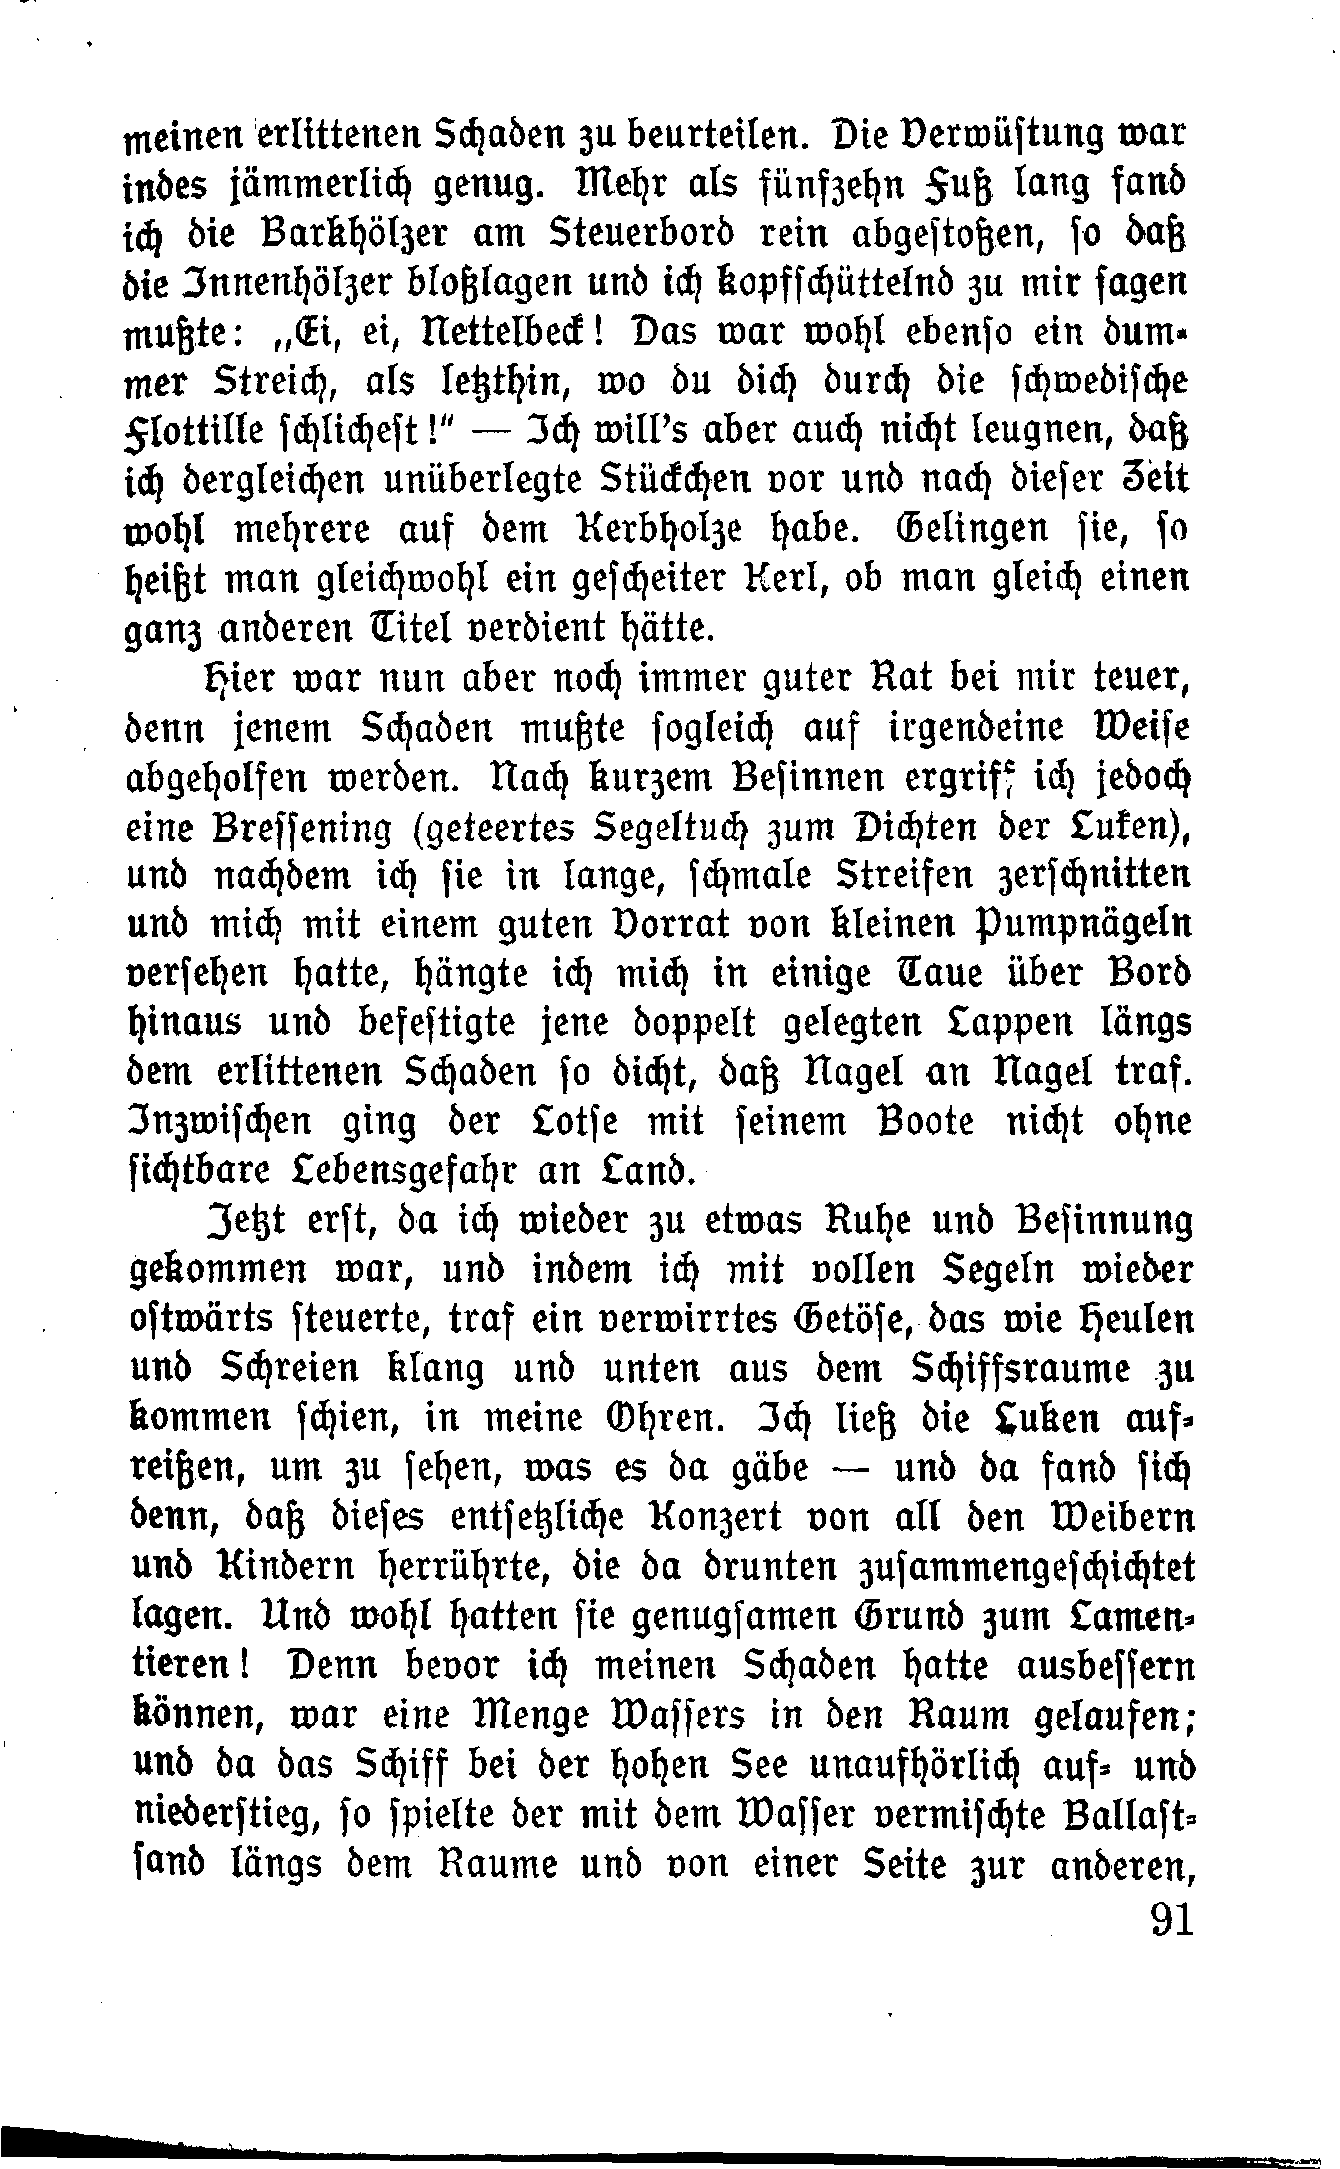 meinen erlittenen Schaden zu beurteilen. Die Verwüstung war
indes jämmerlich genug. Mehr als fünfzehn Fuß lang fand
ich die Barkhölzer am Steuerbord rein abgestoßen, so daß
die Innenhölzer bloßlagen und ich kopfschüttelnd zu mir sagen
mußte: „Ei, ei, Nettelbeck! Das war wohl ebenso ein dum-
mer Streich, als letzthin, wo du dich durch die schwedische
Flottille schlichest!" — Ich will's aber auch nicht leugnen, daß
ich dergleichen unüberlegte Stückchen vor und nach dieser Zeit
wohl mehrere auf dem Kerbholze habe. Gelingen sie, so
heißt man gleichwohl ein gescheiter Kerl, ob man gleich einen
ganz anderen Titel verdient hätte.
Hier war nun aber noch immer guter Rat bei mir teuer,
denn jenem Schaden mußte sogleich auf irgendeine Weise
abgeholfen werden. Nach kurzem Besinnen ergriff ich jedoch
eine Bressening (geteertes Segeltuch zum Dichten der Luken),
und nachdem ich sie in lange, schmale Streifen zerschnitten
und mich mit einem guten Vorrat von kleinen Pumpnägeln
versehen hatte, hängte ich mich in einige Taue über Bord
hinaus und befestigte jene doppelt gelegten Lappen längs
dem erlittenen Schaden so dicht, daß Nagel an Nagel traf.
Inzwischen ging der Lotse mit seinem Boote nicht ohne
sichtbare Lebensgefahr an Land.
Jetzt erst, da ich wieder zu etwas Ruhe und Besinnung
gekommen war, und indem ich mit vollen Segeln wieder
ostwärts steuerte, traf ein verwirrtes Getöse, das wie Heulen
und Schreien klang und unten aus dem Schiffsraume zu
kommen schien, in meine Ohren. Ich ließ die Luken auf-
reißen, um zu sehen, was es da gäbe — und da fand sich
denn, daß dieses entsetzliche Konzert von all den Weibern
und Kindern herrührte, die da drunten zusammengeschichtet
lagen. Und wohl hatten sie genugsamen Grund zum Lamen-
tieren! Denn bevor ich meinen Schaden hatte ausbessern
können, war eine Menge Wassers in den Raum gelaufen;
und da das Schiff bei der hohen See unaufhörlich auf- und
niederstieg, so spielte der mit dem Wasser vermischte Ballast-
sand längs dem Raume und von einer Seite zur anderen,
91